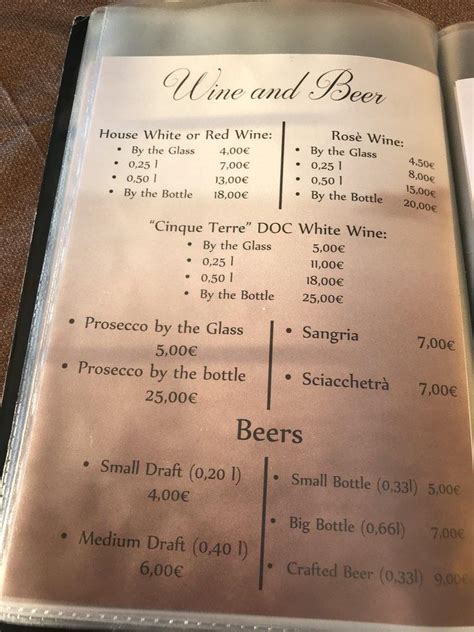 Wine and Beer
House White or Red Wine:
• By the Glass 4,00€
• 0,25 l 7,00€
• 0,50 l 13,00€
• By the Bottle 18,00€
Rosè Wine:
• By the Glass 4,50€
• 0,25 l 8,00€
• 0,50 l 15,00€
• By the Bottle 20,00€
“Cinque Terre” DOC White Wine:
• By the Glass 5,00€
• 0,25 l 11,00€
• 0,50 l 18,00€
• By the Bottle 25,00€
• Prosecco by the Glass
5,00€
• Prosecco by the bottle
25,00€
• Sangria 7,00€
• Sciacchetrà 7,00€
Beers
• Small Draft (0,20 l)
4,00€
• Medium Draft (0,40 l)
6,00€
• Small Bottle (0,33l) 5,00€
• Big Bottle (0,66l) 7,00€
• Crafted Beer (0,33l) 9,00€